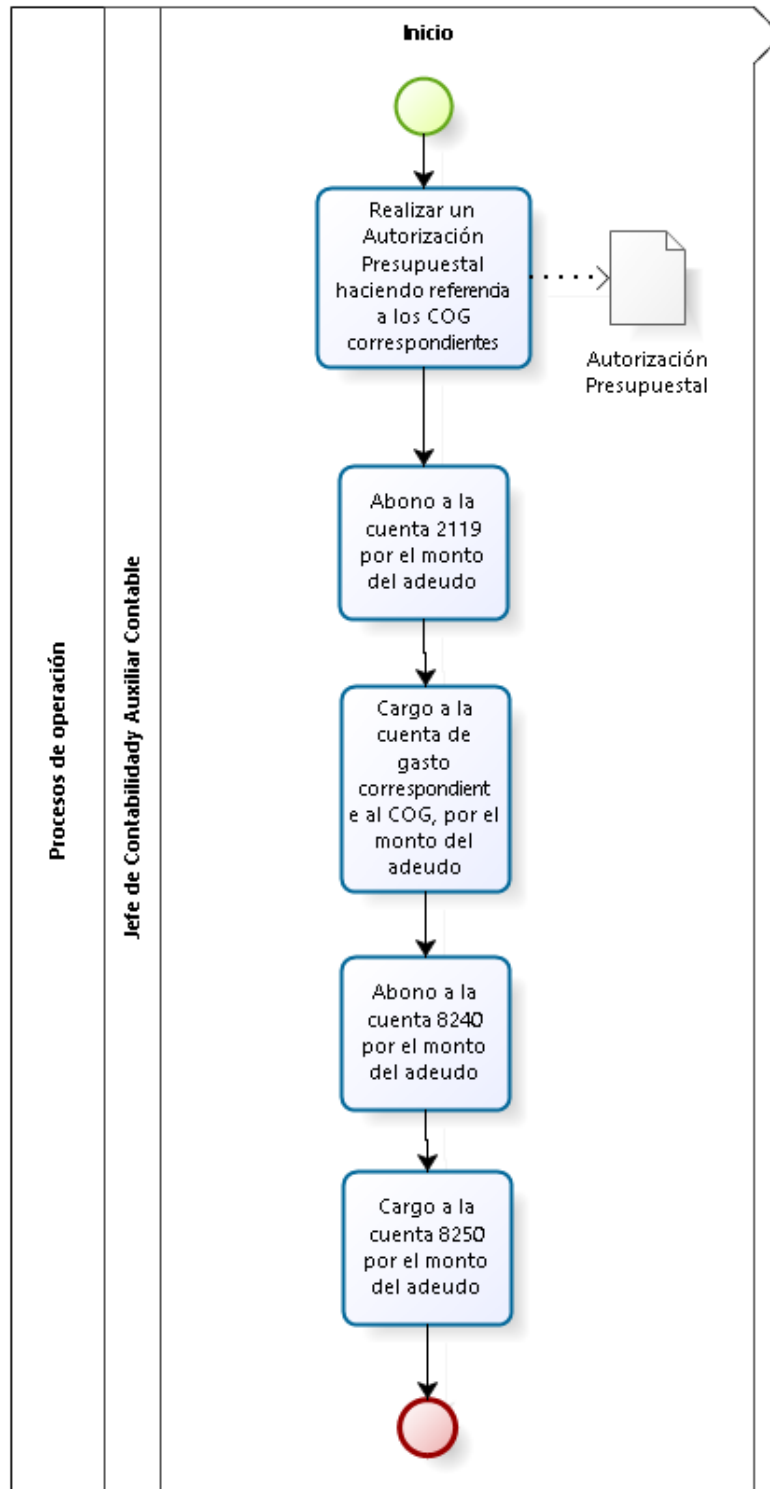 Inicio
Procesos de operación
Jefe de Contabilidady Auxiliar Contable
Realizar un
Autorización
Presupuestal
haciendo referencia
a los COG
correspondientes
Autorización
Presupuestal
Abono a la
cuenta 2119
por el monto
del adeudo
Cargo a la
cuenta de
gasto
correspondient
e al COG, por el
monto del
adeudo
Abono a la
cuenta 8240
por el monto
del adeudo
Cargo a la
cuenta 8250
por el monto
del adeudo